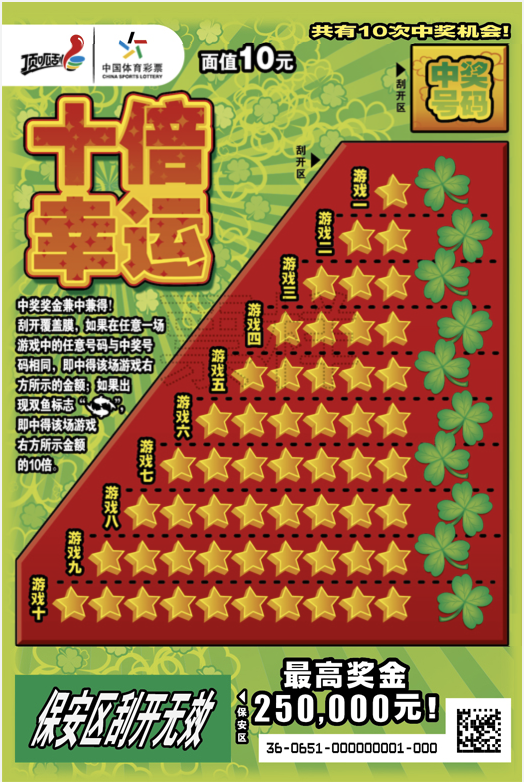 共有10次中奖机会!
顶呱刮
中国体育彩票
CHINA SPORTS LOTTERY
面值10元
刮开区
中奖
号码
十倍
幸运
刮开区
中奖奖金兼中兼得!
刮开覆盖膜,如果在任意一场
游戏中的任意号码与中奖号
码相同,即中得该场游戏右
方所示的金额;如果出
现双鱼标志“ ”,
即中得该场游戏
右方所示金额
的10倍。
游戏一
游戏二
游戏三
游戏四
游戏五
游戏六
游戏七
游戏八
游戏九
游戏十
保安区刮开无效
保安区
最高奖金
250,000元!
36-0651-000000001-000